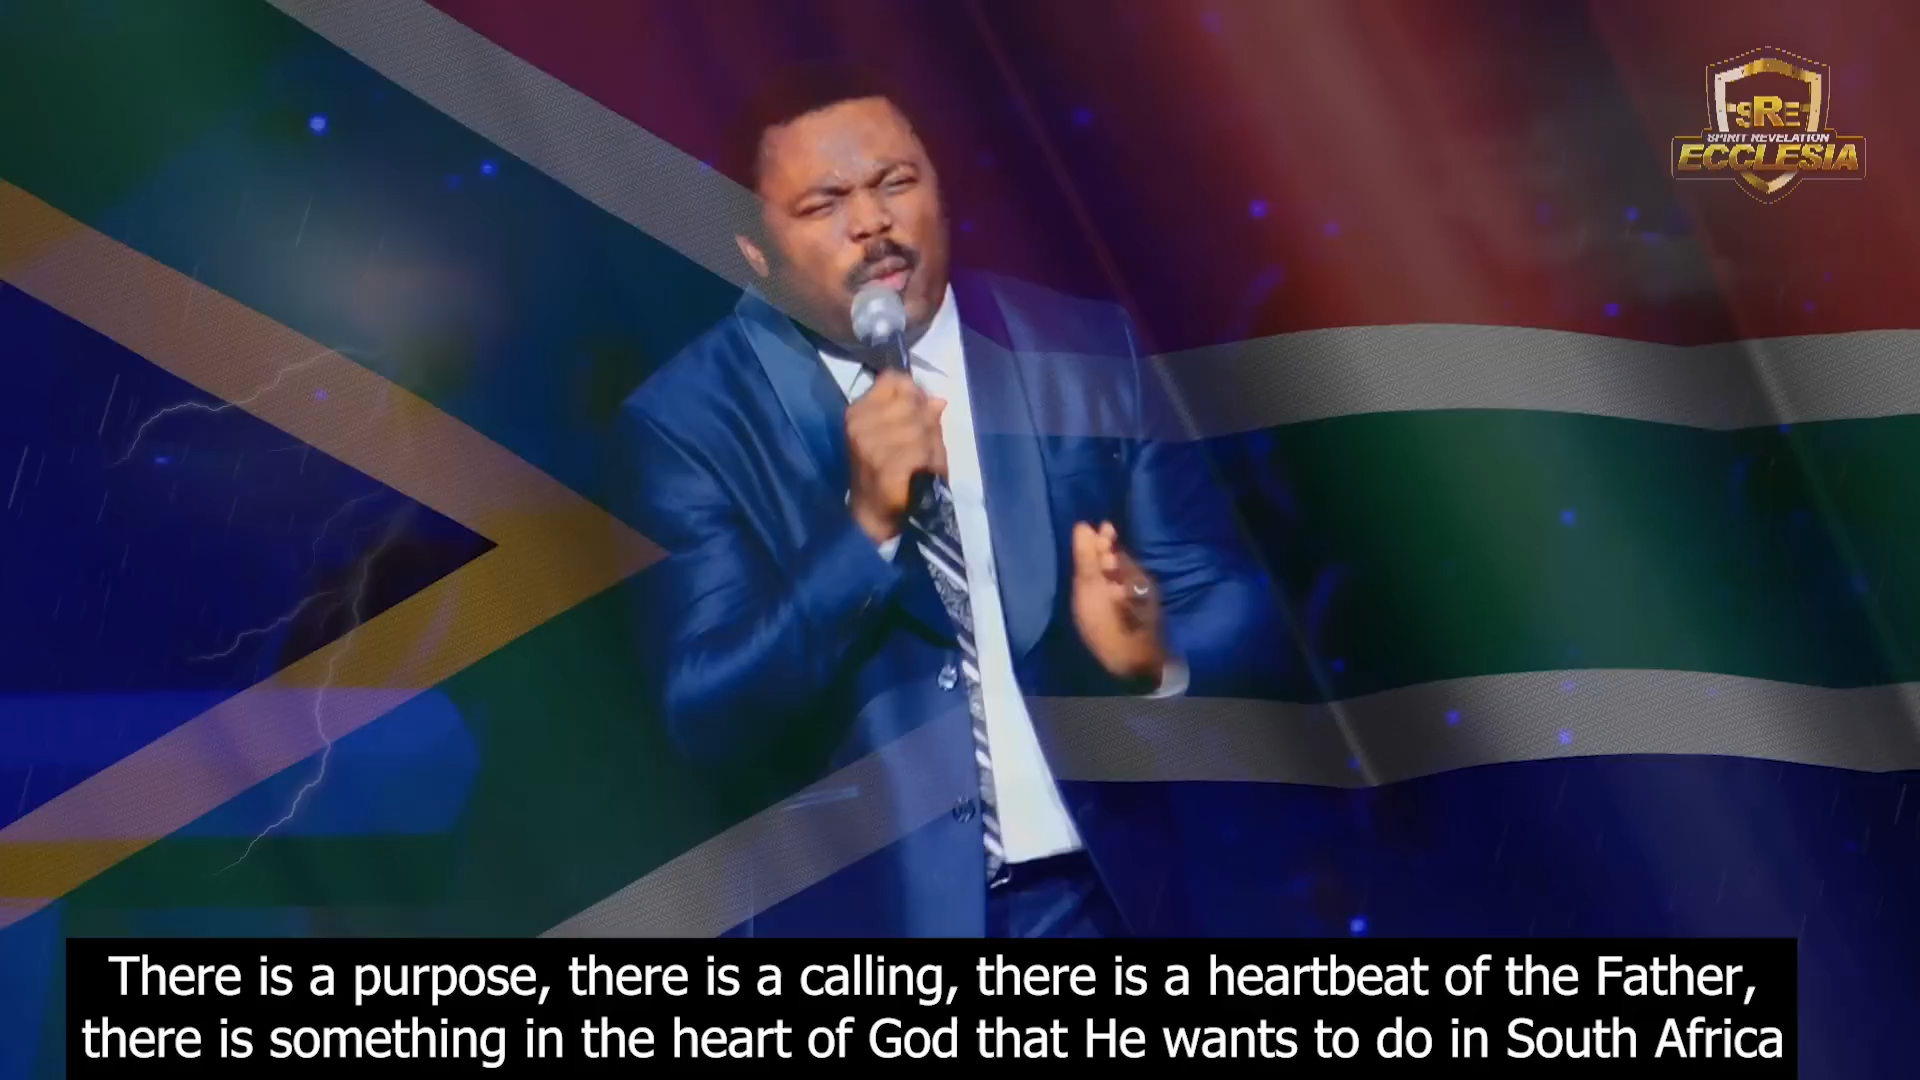 SRE
SPIRIT REVELATION
ECCLESIA
There is a purpose, there is a calling, there is a heartbeat of the Father,
there is something in the heart of God that He wants to do in South Africa